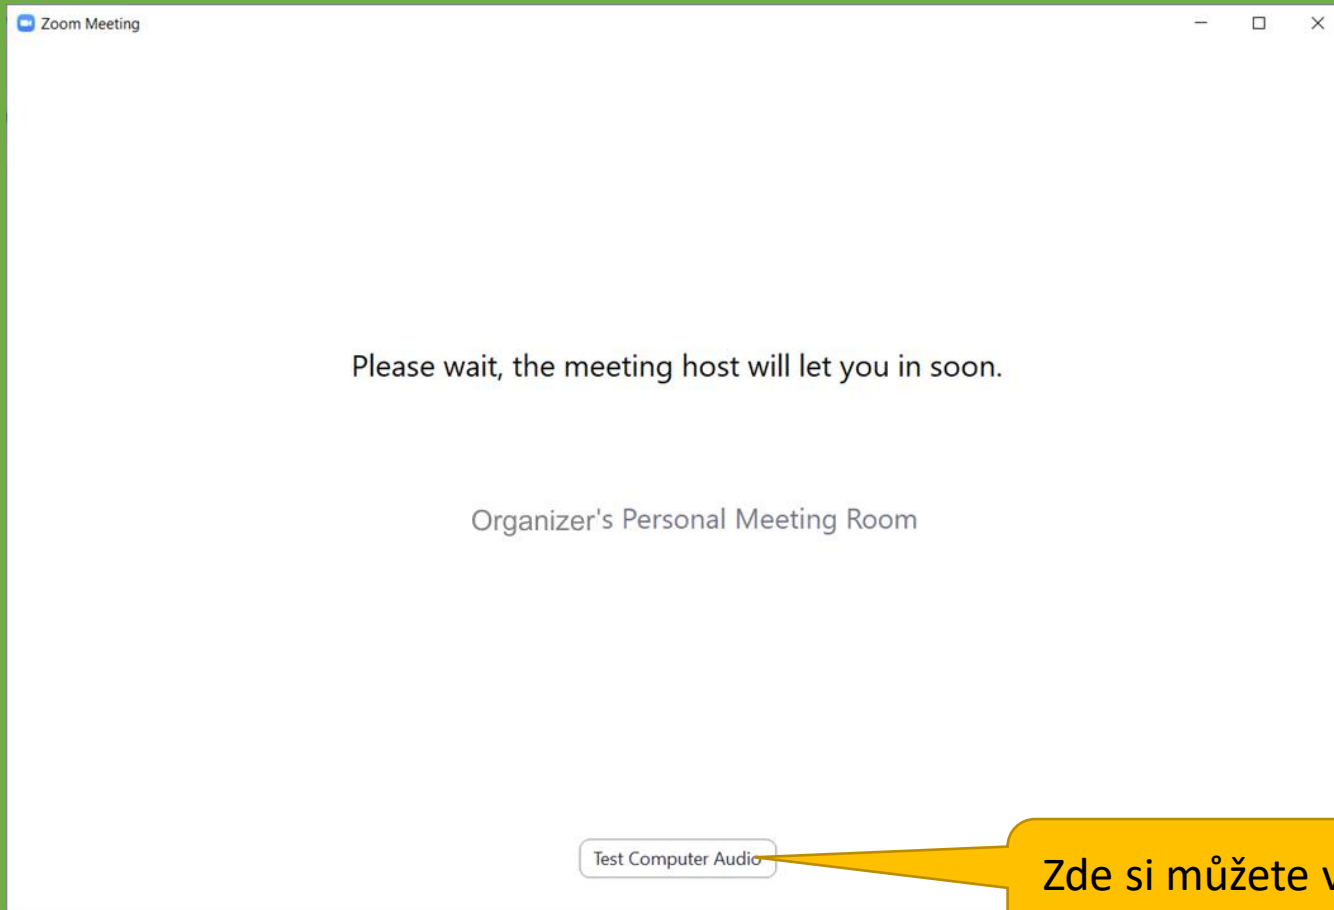 Zoom Meeting
Please wait, the meeting host will let you in soon.
Organizer's Personal Meeting Room
Test Computer Audio
Zde si můžete